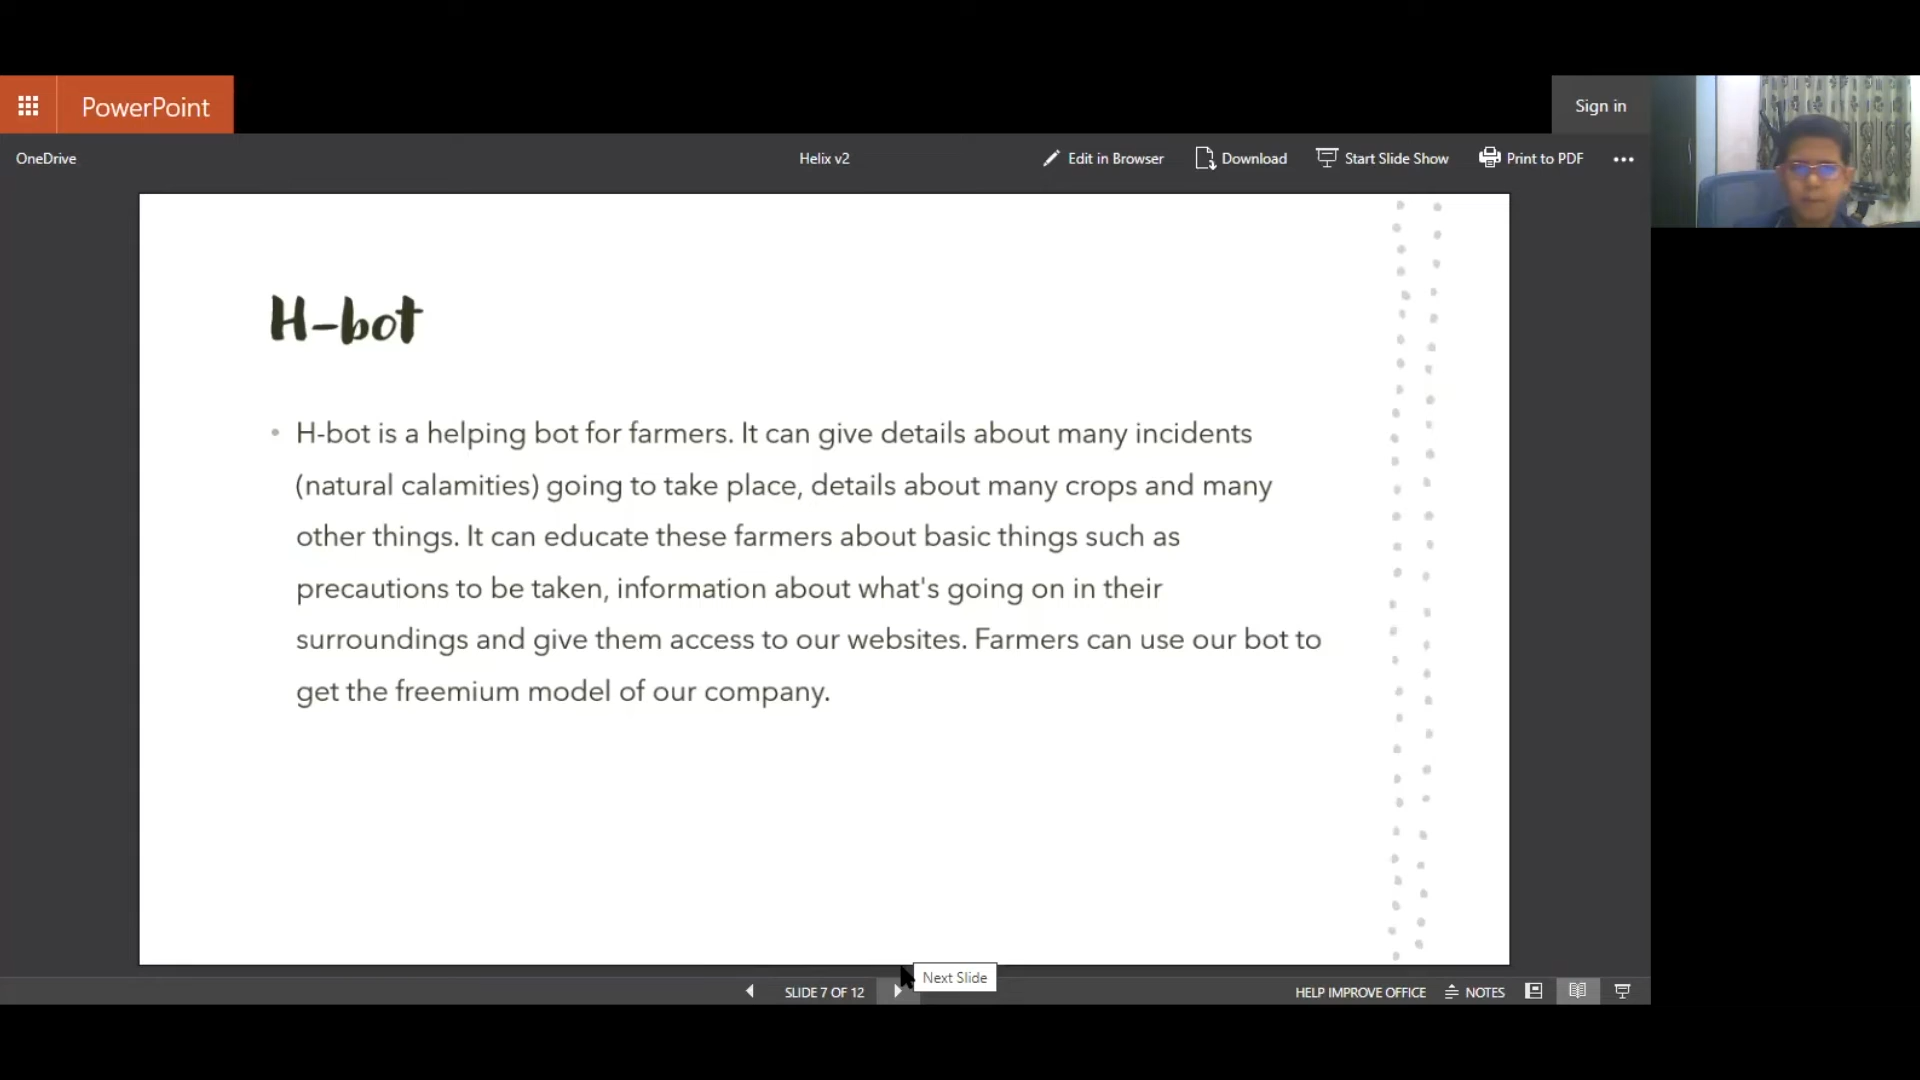 PowerPoint
Sign in
OneDrive
Helix v2
Edit in Browser
Download
Start Slide Show
Print to PDF
H-bot
• H-bot is a helping bot for farmers. It can give details about many incidents
(natural calamities) going to take place, details about many crops and many
other things. It can educate these farmers about basic things such as
precautions to be taken, information about what's going on in their
surroundings and give them access to our websites. Farmers can use our bot to
get the freemium model of our company.
Next Slide
SLIDE 7 OF 12
HELP IMPROVE OFFICE
NOTES